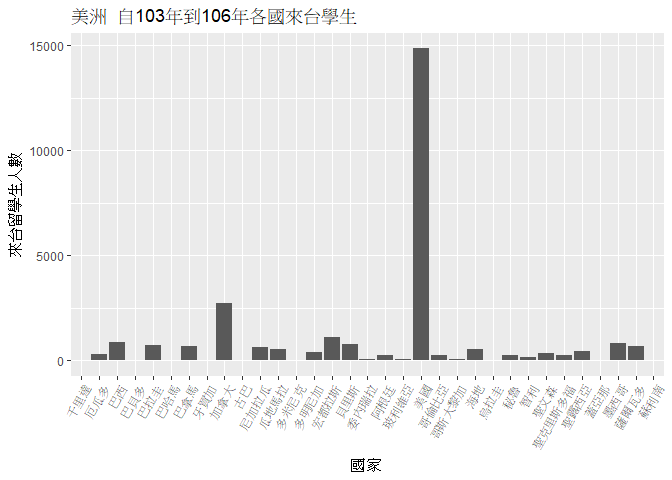 美洲 自103年到106年各國來台學生
15000
10000
5000
0
來台留學生人數
千里達
厄瓜多
巴西
巴貝多
巴拉圭
巴哈馬
巴拿馬
牙買加
加拿大
古巴
尼加拉瓜
瓜地馬拉
多米尼克
多明尼加
宏都拉斯
貝里斯
委內瑞拉
阿根廷
玻利維亞
美國
哥倫比亞
哥斯大黎加
海地
烏拉圭
秘魯
智利
聖文森
聖克里斯多福
聖露西亞
蓋亞那
墨西哥
薩爾瓦多
蘇利南
國家